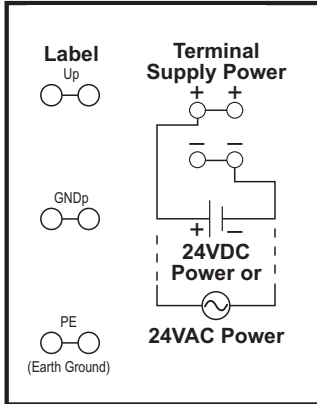 Label
Up
GNDp
PE
(Earth Ground)
Terminal
Supply Power
+ +
– –
+ –
24VDC
Power or
24VAC Power